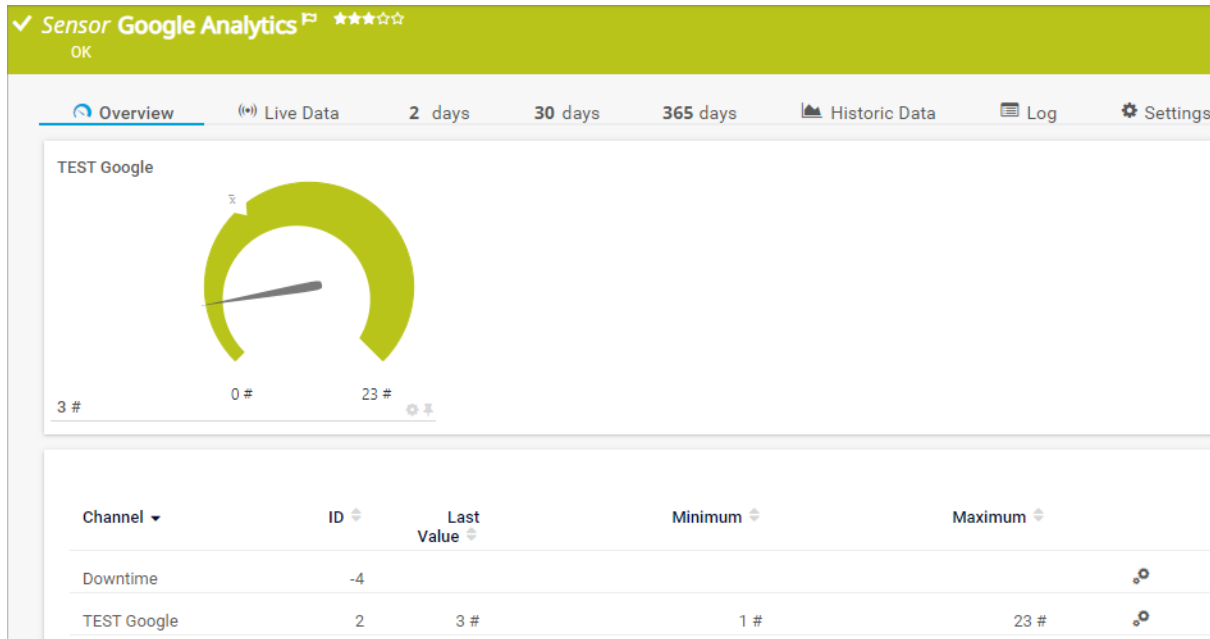 Sensor Google Analytics
OK
Overview Live Data 2 days 30 days 365 days Historic Data Log Settings
TEST Google
x̄
0 # 23 #
3 #
Channel ID Last Value Minimum Maximum
Downtime -4
TEST Google 2 3 # 1 # 23 #